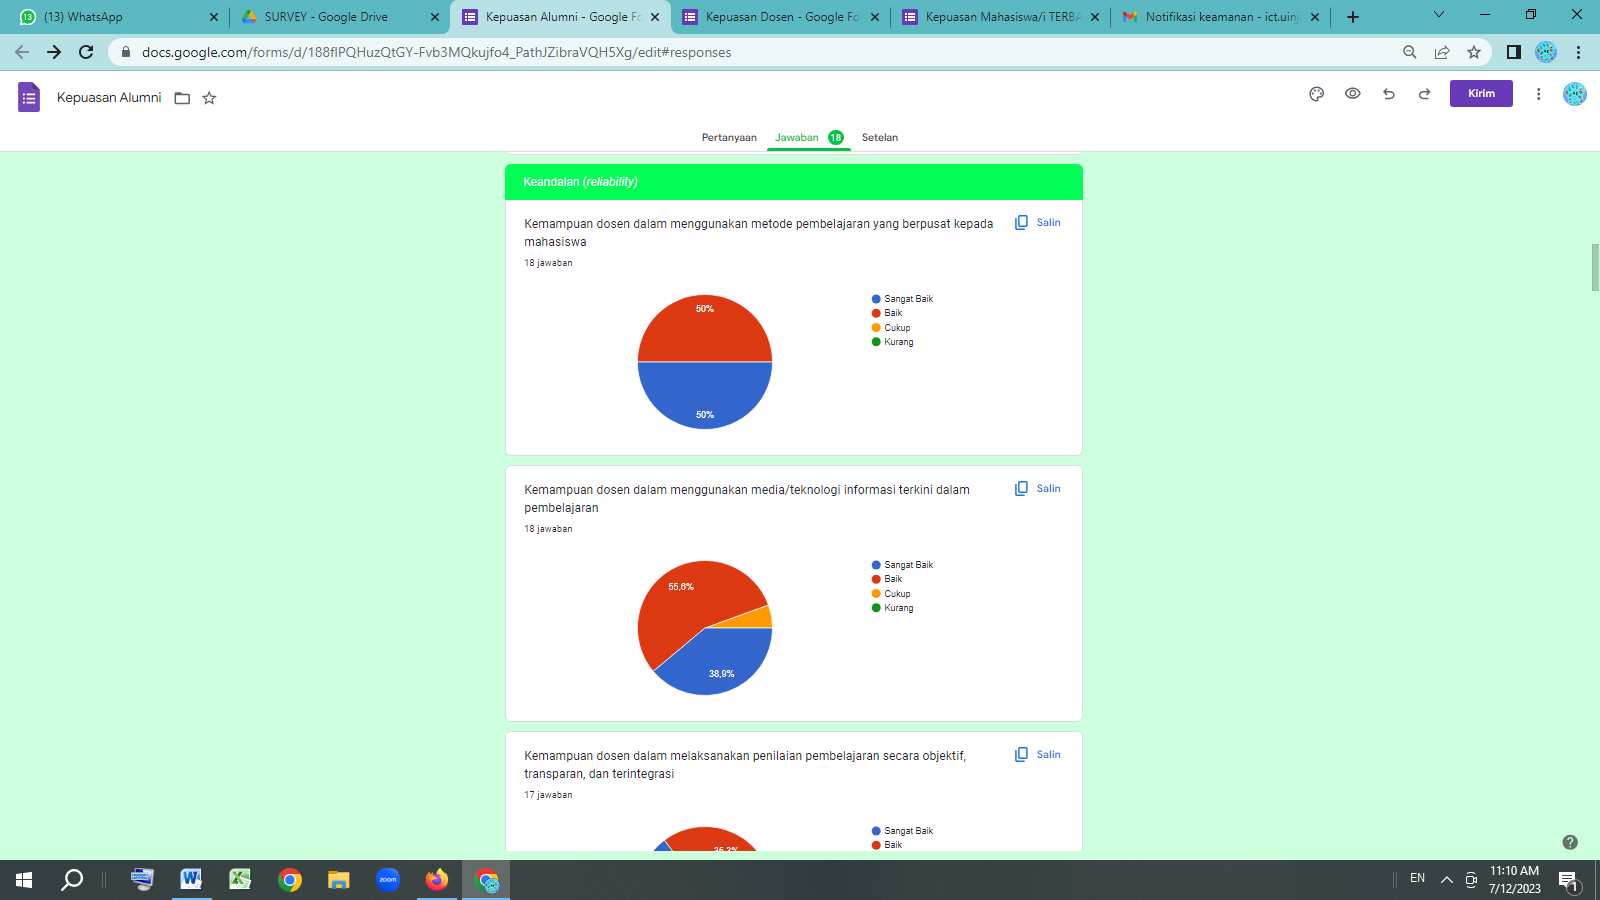 (13) WhatsApp
SURVEY - Google Drive
Kepuasan Alumni - Google Fo
Kepuasan Dosen - Google Fo
Kepuasan Mahasiswa/i TERBA
Notifikasi keamanan - ict.uinj
docs.google.com/forms/d/188flPQHuzQtGY-Fvb3MQkujfo4_PathJZibraVQH5Xg/edit#responses
Kepuasan Alumni
Kirim
Pertanyaan
Jawaban 18
Setelan
Keandalan (reliability)
Kemampuan dosen dalam menggunakan metode pembelajaran yang berpusat kepada
mahasiswa
Salin
18 jawaban
50%
50%
Sangat Baik
Baik
Cukup
Kurang
Kemampuan dosen dalam menggunakan media/teknologi informasi terkini dalam
pembelajaran
Salin
18 jawaban
55,6%
38,9%
Sangat Baik
Baik
Cukup
Kurang
Kemampuan dosen dalam melaksanakan penilaian pembelajaran secara objektif,
transparan, dan terintegrasi
Salin
17 jawaban
Sangat Baik
Baik
zoom
EN
11:10 AM
7/12/2023
1